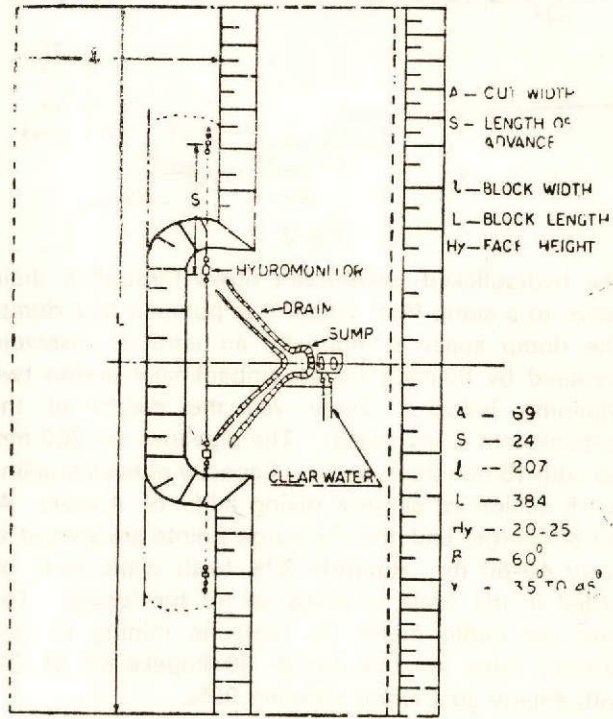 A — CUT WIDTH
S — LENGTH OF
ADVANCE
l — BLOCK WIDTH
L — BLOCK LENGTH
Hy — FACE HEIGHT
S
HYDROMONITOR
DRAIN
SUMP
CLEAR WATER
A — 69
S — 24
l — 207
L — 384
Hy — 20-25
60°
35° TO 45°